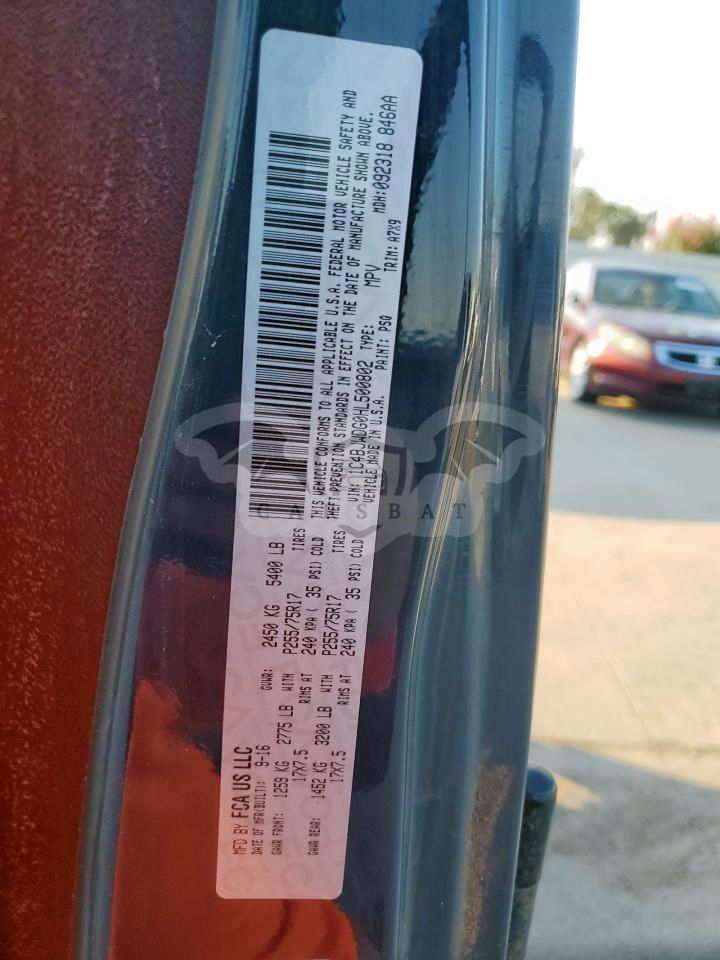 MFD BY FCA US LLC
DATE OF MFR(BUILT): 9-16 GVWR: 2450 KG 5400 LB
GAWR FRONT: 1259 KG 2775 LB WITH P255/75R17 TIRES
17X7.5 RIMS AT 240 KPA ( 35 PSI) COLD
GAWR REAR: 1452 KG 3200 LB WITH P255/75R17 TIRES
17X7.5 RIMS AT 240 KPA ( 35 PSI) COLD
THIS VEHICLE CONFORMS TO ALL APPLICABLE U.S.A. FEDERAL MOTOR VEHICLE SAFETY AND
THEFT PREVENTION STANDARDS IN EFFECT ON THE DATE OF MANUFACTURE SHOWN ABOVE.
VIN: 1C4BJWDG0HL500802 TYPE: MPV MDH:092318 846AA
VEHICLE MADE IN U.S.A. PAINT: PSQ TRIM: A7X9
CARSBAT